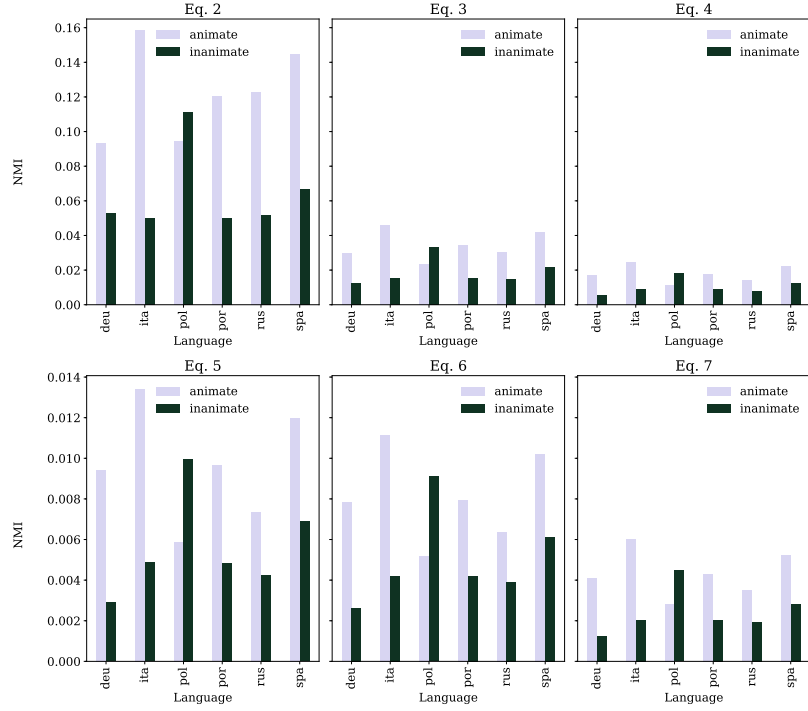 Eq. 2
Eq. 3
Eq. 4
0.16
0.14
0.12
0.10
0.08
0.06
0.04
0.02
0.00
NMI
animate
inanimate
animate
inanimate
animate
inanimate
deu
ita
pol
por
rus
spa
deu
ita
pol
por
rus
spa
deu
ita
pol
por
rus
spa
Language
Language
Language
Eq. 5
Eq. 6
Eq. 7
0.014
0.012
0.010
0.008
0.006
0.004
0.002
0.000
NMI
animate
inanimate
animate
inanimate
animate
inanimate
deu
ita
pol
por
rus
spa
deu
ita
pol
por
rus
spa
deu
ita
pol
por
rus
spa
Language
Language
Language